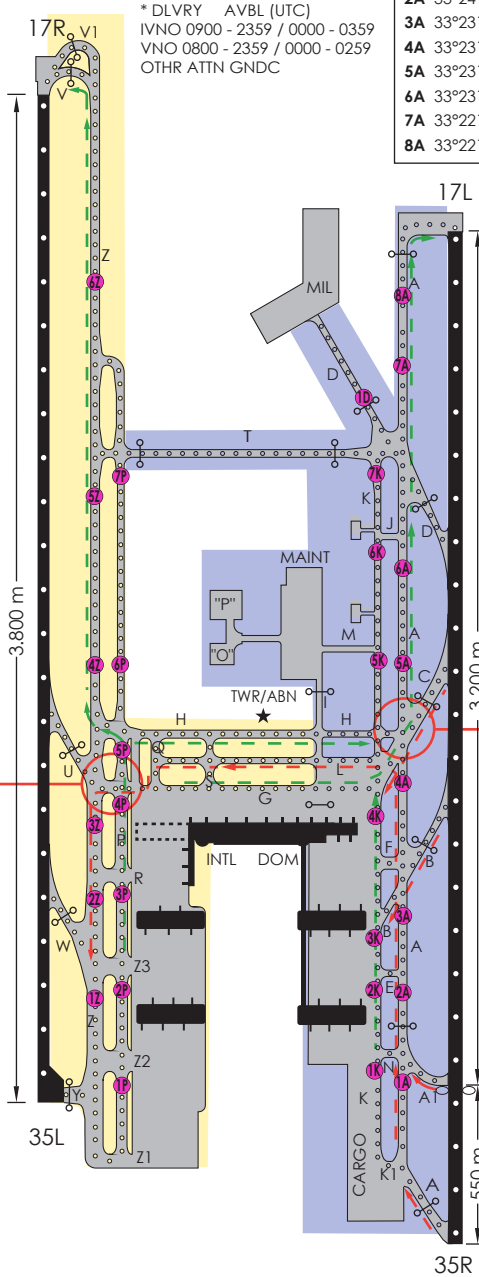 * DLVRY AVBL (UTC)
IVNO 0900 - 2359 / 0000 - 0359
VNO 0800 - 2359 / 0000 - 0259
OTHR ATTN GNDC
3A 33°23'
4A 33°23'
5A 33°23'
6A 33°23'
7A 33°22'
8A 33°22'
17R
V1
V
17L
Z
6Z
A
8A
MIL
D
7A
1D
3.800 m
T
7P
7K
5Z
K
J
D
6K
MAINT
6A
"P"
A
3.200 m
M
"O"
4Z
6P
5K
5A
C
I
TWR/ABN
H
H
5P
Q
U
L
4A
G
4P
4K
3Z
P
F
B
INTL DOM
R
2Z
3P
3A
W
B
A
3K
Z3
1Z
2P
2K
E
2A
Z
Z2
N
1K
1A
1P
Y
K
A1
35L
Z1
K1
CARGO
A
550 m
35R